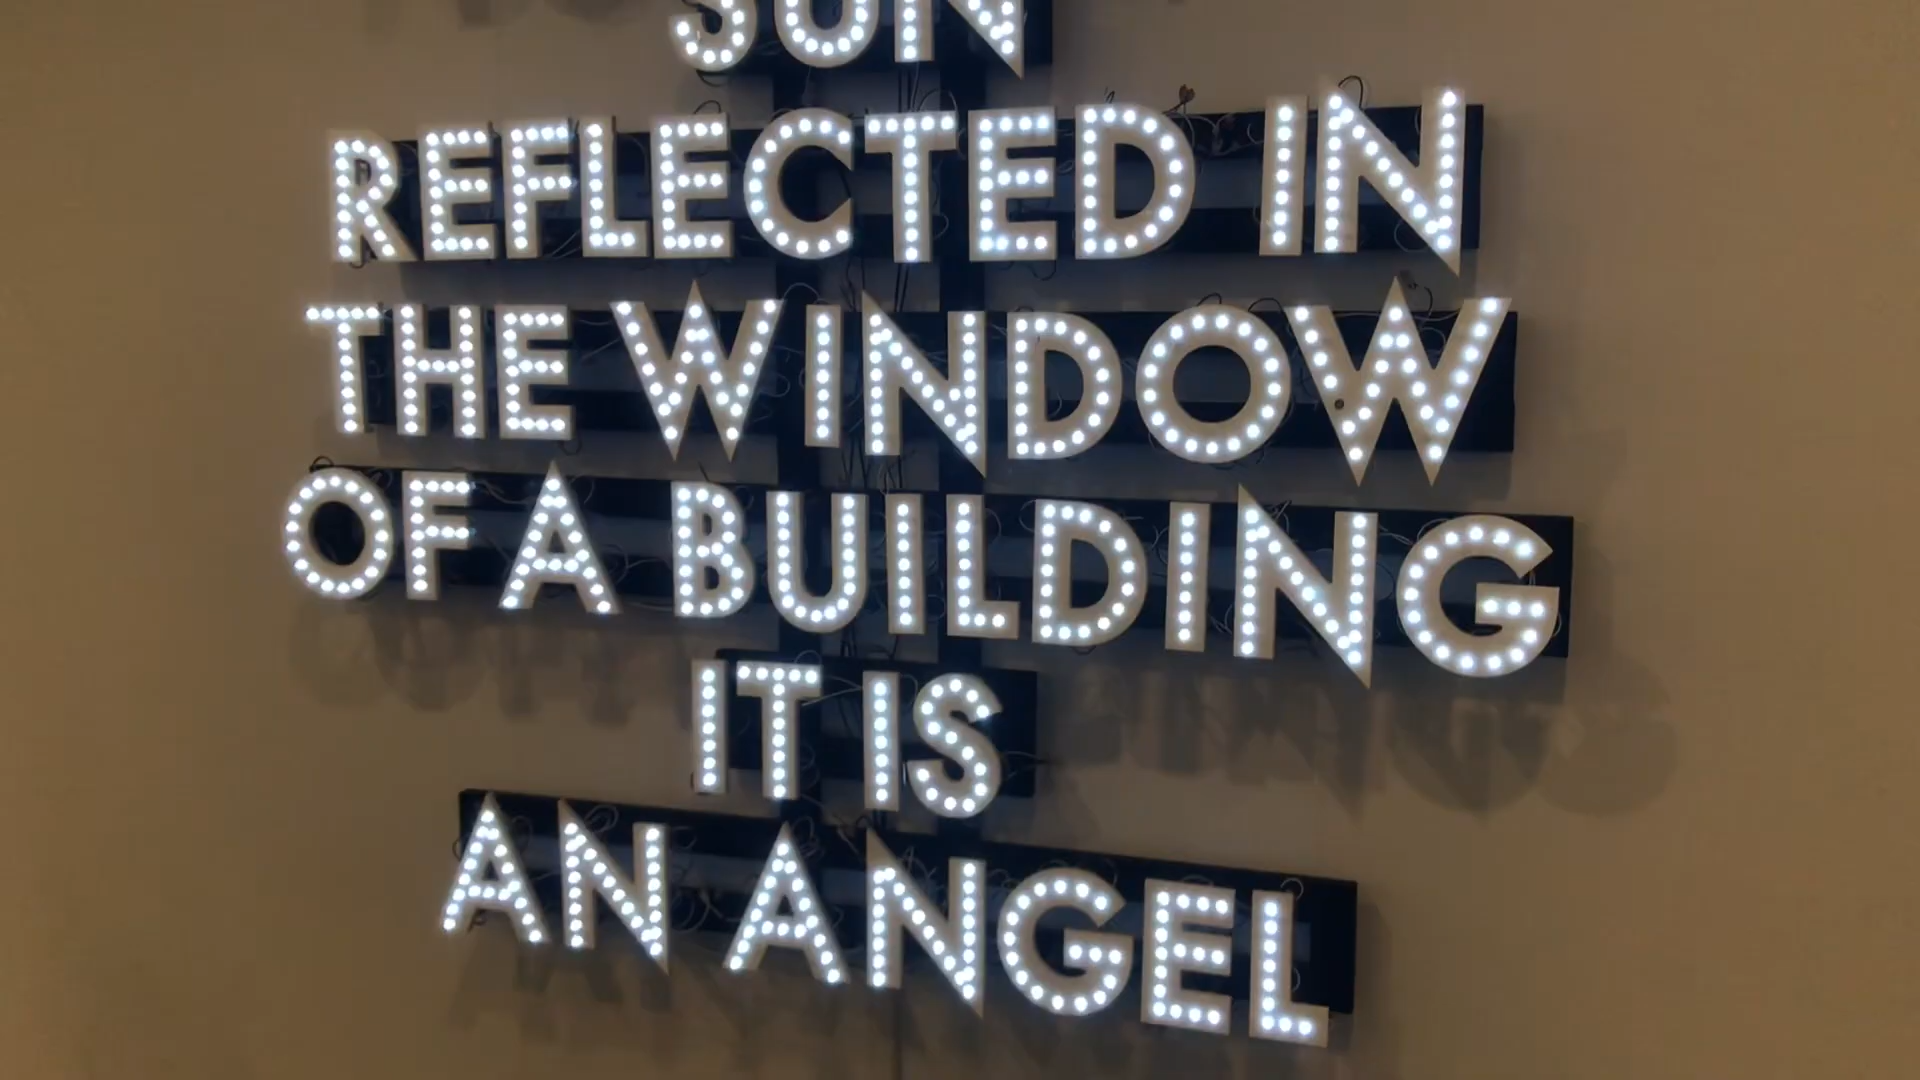 SUN
REFLECTED IN
THE WINDOW
OF A BUILDING
IT IS
AN ANGEL